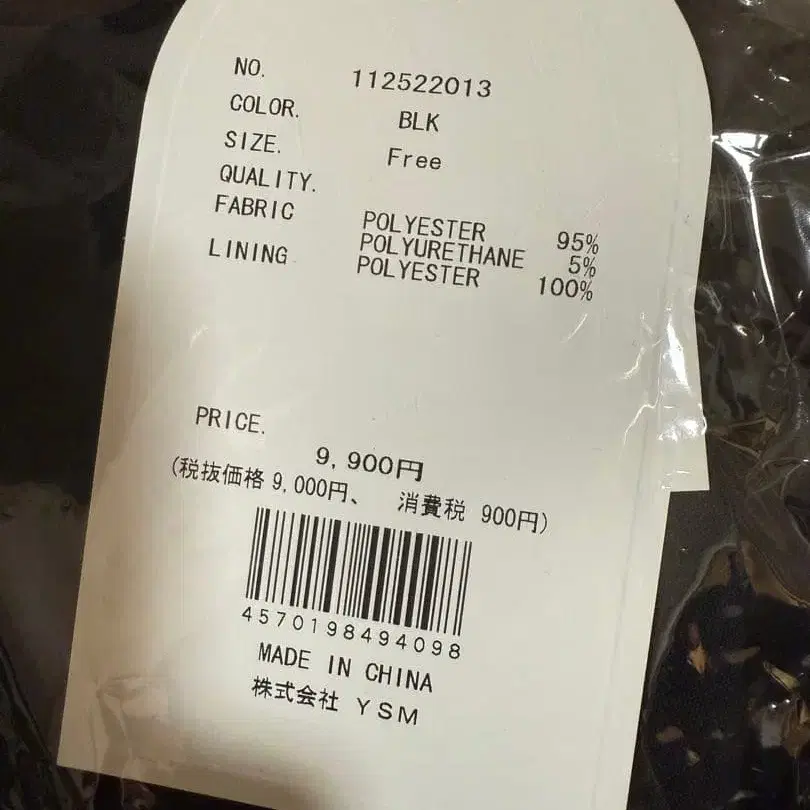 NO. 112522013
COLOR. BLK
SIZE. Free
QUALITY.
FABRIC POLYESTER 95%
POLYURETHANE 5%
LINING POLYESTER 100%
PRICE.
9,900円
(税抜価格 9,000円、 消費税 900円)
4570198494098
MADE IN CHINA
株式会社 YSM